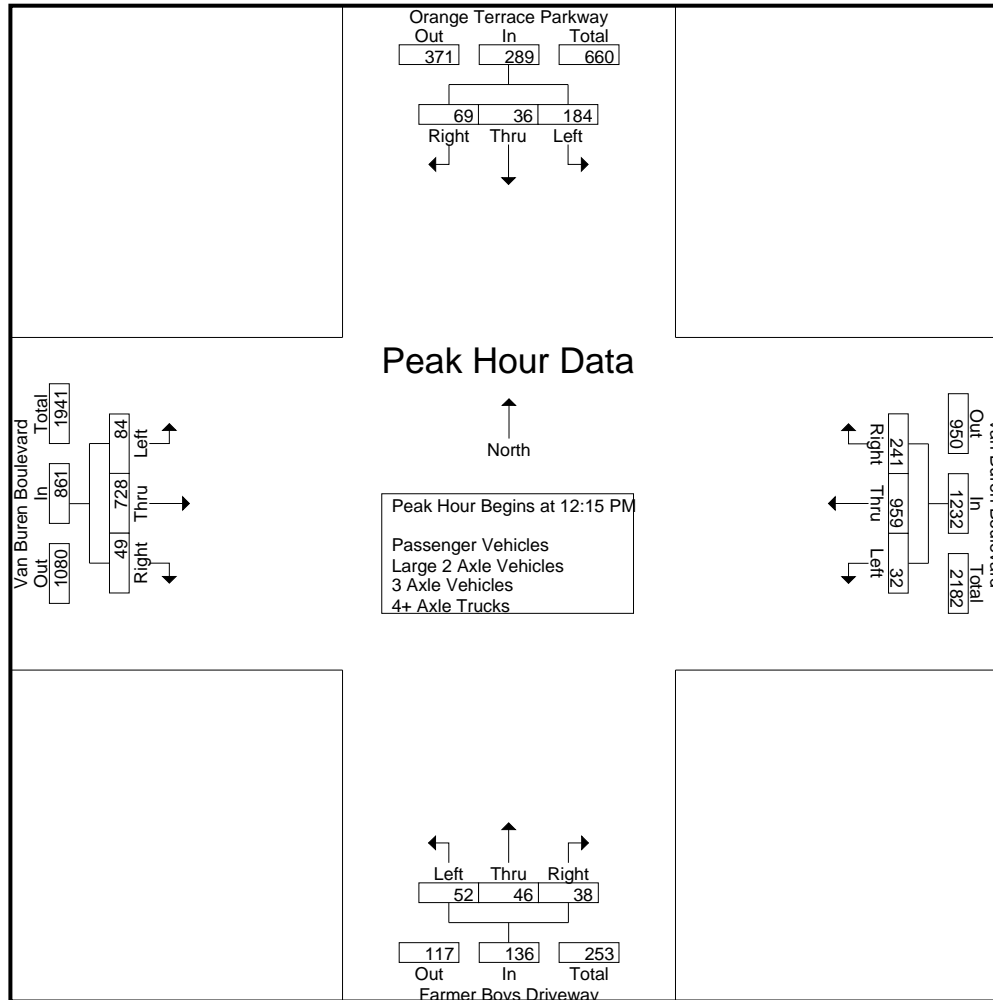 Orange Terrace Parkway
Out In Total
371 289 660
69 36 184
Right Thru Left
Peak Hour Data
North
Peak Hour Begins at 12:15 PM
Passenger Vehicles
Large 2 Axle Vehicles
3 Axle Vehicles
4+ Axle Trucks
Van Buren Boulevard
Out In Total
1080 861 1941
49 728 84
Right Thru Left
Van Buren Boulevard
Out In Total
950 1232 2182
241 959 32
Right Thru Left
Left Thru Right
52 46 38
117 136 253
Out In Total
Farmer Boys Driveway